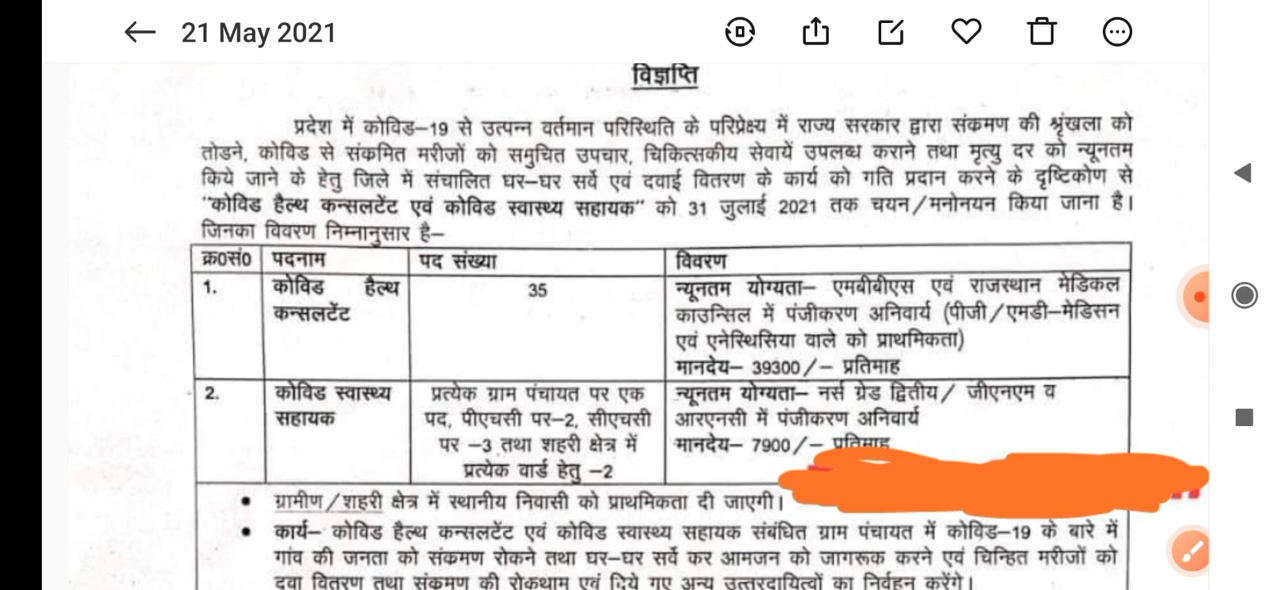 21 May 2021
विज्ञप्ति
प्रदेश में कोविड–19 से उत्पन्न वर्तमान परिस्थिति के परिप्रेक्ष्य में राज्य सरकार द्वारा संकमण की श्रृंखला को
तोडने, कोविड से संकमित मरीजों को समुचित उपचार, चिकित्सकीय सेवायें उपलब्ध कराने तथा मृत्यु दर को न्यूनतम
किये जाने के हेतु जिले में संचालित घर–घर सर्वे एवं दवाई वितरण के कार्य को गति प्रदान करने के दृष्टिकोण से
"कोविड हैल्थ कन्सलटेंट एवं कोविड स्वास्थ्य सहायक" को 31 जुलाई 2021 तक चयन/मनोनयन किया जाना है।
जिनका विवरण निम्नानुसार है–
क्र0सं0 पदनाम पद संख्या विवरण
1. कोविड हैल्थ कन्सलटेंट
35
न्यूनतम योग्यता– एमबीबीएस एवं राजस्थान मेडिकल
काउन्सिल में पंजीकरण अनिवार्य (पीजी/एमडी–मेडिसन
एवं एनेस्थिसिया वाले को प्राथमिकता)
मानदेय– 39300/– प्रतिमाह
2. कोविड स्वास्थ्य
सहायक
प्रत्येक ग्राम पंचायत पर एक
पद, पीएचसी पर–2, सीएचसी
पर –3 तथा शहरी क्षेत्र में
प्रत्येक वार्ड हेतु –2
न्यूनतम योग्यता– नर्स ग्रेड द्वितीय/ जीएनएम व
आरएनसी में पंजीकरण अनिवार्य
मानदेय– 7900/– प्रतिमाह
• ग्रामीण/शहरी क्षेत्र में स्थानीय निवासी को प्राथमिकता दी जाएगी।
• कार्य– कोविड हैल्थ कन्सलटेंट एवं कोविड स्वास्थ्य सहायक संबंधित ग्राम पंचायत में कोविड–19 के बारे में
गांव की जनता को संकमण रोकने तथा घर–घर सर्वे कर आमजन को जागरूक करने एवं चिन्हित मरीजों को
दवा वितरण तथा संकमण की रोकथाम एवं दिये गए अन्य उत्तरदायित्वों का निर्वहन करेंगे।